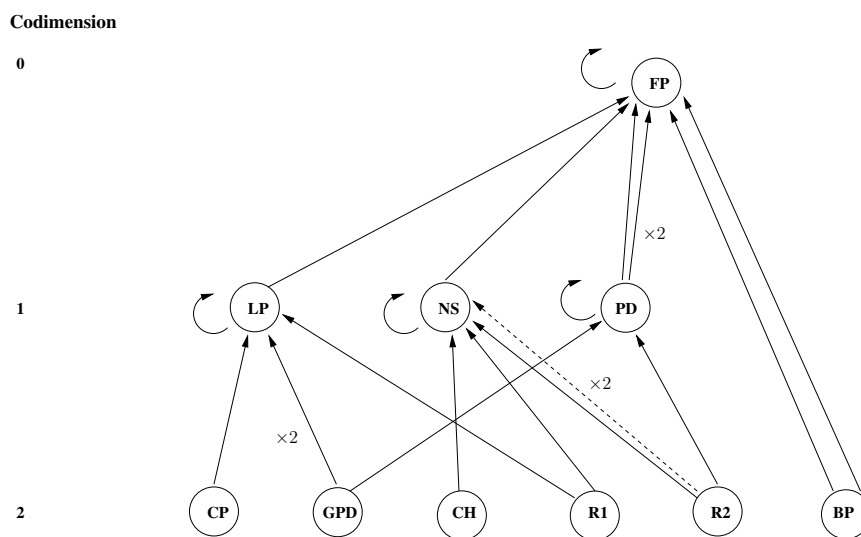 Codimension
0
FP
×2
1
LP
NS
PD
×2
×2
2
CP
GPD
CH
R1
R2
BP